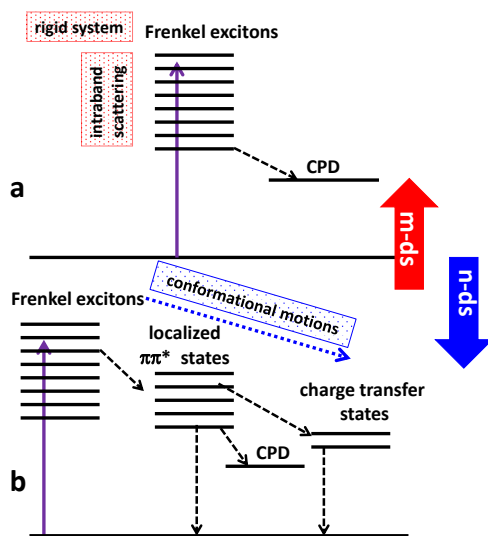 rigid system
Frenkel excitons
intraband
scattering
CPD
a
m-ds
n-ds
conformational motions
Frenkel excitons
localized
ππ* states
charge transfer
states
CPD
b